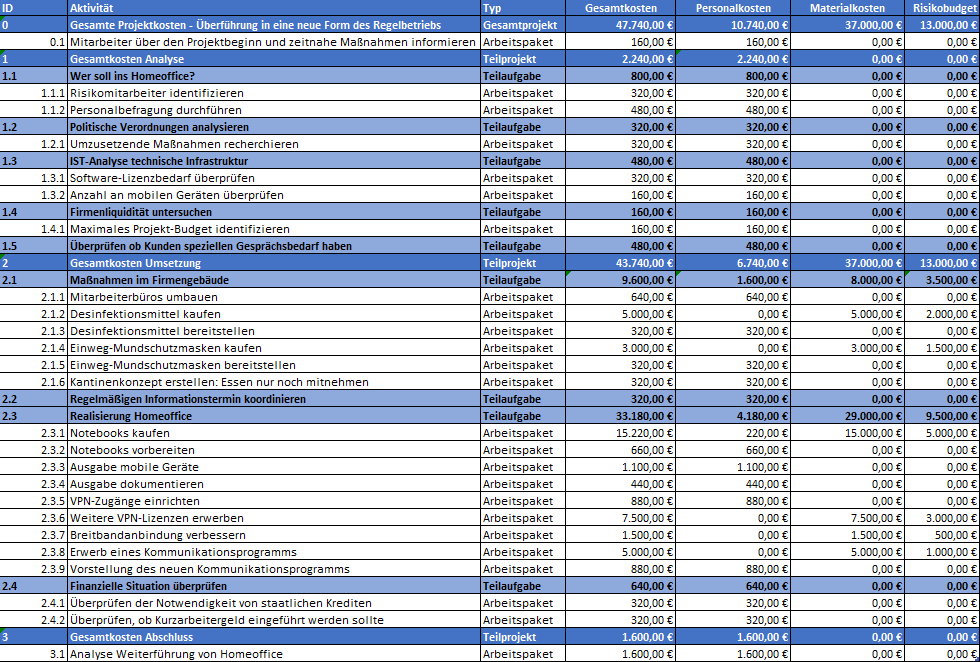 ID Aktivität Typ Gesamtkosten Personalkosten Materialkosten Risikobudget
0 Gesamte Projektkosten - Überführung in eine neue Form des Regelbetriebs Gesamtprojekt 47.740,00 € 10.740,00 € 37.000,00 € 13.000,00 €
0.1 Mitarbeiter über den Projektbeginn und zeitnahe Maßnahmen informieren Arbeitspaket 160,00 € 160,00 € 0,00 € 0,00 €
1 Gesamtkosten Analyse Teilprojekt 2.240,00 € 2.240,00 € 0,00 € 0,00 €
1.1 Wer soll ins Homeoffice? Teilaufgabe 800,00 € 800,00 € 0,00 € 0,00 €
1.1.1 Risikomitarbeiter identifizieren Arbeitspaket 320,00 € 320,00 € 0,00 € 0,00 €
1.1.2 Personalbefragung durchführen Arbeitspaket 480,00 € 480,00 € 0,00 € 0,00 €
1.2 Politische Verordnungen analysieren Teilaufgabe 320,00 € 320,00 € 0,00 € 0,00 €
1.2.1 Umzusetzende Maßnahmen recherchieren Arbeitspaket 320,00 € 320,00 € 0,00 € 0,00 €
1.3 IST-Analyse technische Infrastruktur Teilaufgabe 480,00 € 480,00 € 0,00 € 0,00 €
1.3.1 Software-Lizenzbedarf überprüfen Arbeitspaket 320,00 € 320,00 € 0,00 € 0,00 €
1.3.2 Anzahl an mobilen Geräten überprüfen Arbeitspaket 160,00 € 160,00 € 0,00 € 0,00 €
1.4 Firmenliquidität untersuchen Teilaufgabe 160,00 € 160,00 € 0,00 € 0,00 €
1.4.1 Maximales Projekt-Budget identifizieren Arbeitspaket 160,00 € 160,00 € 0,00 € 0,00 €
1.5 Überprüfen ob Kunden speziellen Gesprächsbedarf haben Teilaufgabe 480,00 € 480,00 € 0,00 € 0,00 €
2 Gesamtkosten Umsetzung Teilprojekt 43.740,00 € 6.740,00 € 37.000,00 € 13.000,00 €
2.1 Maßnahmen im Firmengebäude Teilaufgabe 9.600,00 € 1.600,00 € 8.000,00 € 3.500,00 €
2.1.1 Mitarbeiterbüros umbauen Arbeitspaket 640,00 € 640,00 € 0,00 € 0,00 €
2.1.2 Desinfektionsmittel kaufen Arbeitspaket 5.000,00 € 0,00 € 5.000,00 € 2.000,00 €
2.1.3 Desinfektionsmittel bereitstellen Arbeitspaket 320,00 € 320,00 € 0,00 € 0,00 €
2.1.4 Einweg-Mundschutzmasken kaufen Arbeitspaket 3.000,00 € 0,00 € 3.000,00 € 1.500,00 €
2.1.5 Einweg-Mundschutzmasken bereitstellen Arbeitspaket 320,00 € 320,00 € 0,00 € 0,00 €
2.1.6 Kantinenkonzept erstellen: Essen nur noch mitnehmen Arbeitspaket 320,00 € 320,00 € 0,00 € 0,00 €
2.2 Regelmäßigen Informationstermin koordinieren Teilaufgabe 320,00 € 320,00 € 0,00 € 0,00 €
2.3 Realisierung Homeoffice Teilaufgabe 33.180,00 € 4.180,00 € 29.000,00 € 9.500,00 €
2.3.1 Notebooks kaufen Arbeitspaket 15.220,00 € 220,00 € 15.000,00 € 5.000,00 €
2.3.2 Notebooks vorbereiten Arbeitspaket 660,00 € 660,00 € 0,00 € 0,00 €
2.3.3 Ausgabe mobile Geräte Arbeitspaket 1.100,00 € 1.100,00 € 0,00 € 0,00 €
2.3.4 Ausgabe dokumentieren Arbeitspaket 440,00 € 440,00 € 0,00 € 0,00 €
2.3.5 VPN-Zugänge einrichten Arbeitspaket 880,00 € 880,00 € 0,00 € 0,00 €
2.3.6 Weitere VPN-Lizenzen erwerben Arbeitspaket 7.500,00 € 0,00 € 7.500,00 € 3.000,00 €
2.3.7 Breitbandanbindung verbessern Arbeitspaket 1.500,00 € 0,00 € 1.500,00 € 500,00 €
2.3.8 Erwerb eines Kommunikationsprogramms Arbeitspaket 5.000,00 € 0,00 € 5.000,00 € 1.000,00 €
2.3.9 Vorstellung des neuen Kommunikationsprogramms Arbeitspaket 880,00 € 880,00 € 0,00 € 0,00 €
2.4 Finanzielle Situation überprüfen Teilaufgabe 640,00 € 640,00 € 0,00 € 0,00 €
2.4.1 Überprüfen der Notwendigkeit von staatlichen Krediten Arbeitspaket 320,00 € 320,00 € 0,00 € 0,00 €
2.4.2 Überprüfen, ob Kurzarbeitergeld eingeführt werden sollte Arbeitspaket 320,00 € 320,00 € 0,00 € 0,00 €
3 Gesamtkosten Abschluss Teilprojekt 1.600,00 € 1.600,00 € 0,00 € 0,00 €
3.1 Analyse Weiterführung von Homeoffice Arbeitspaket 1.600,00 € 1.600,00 € 0,00 € 0,00 €